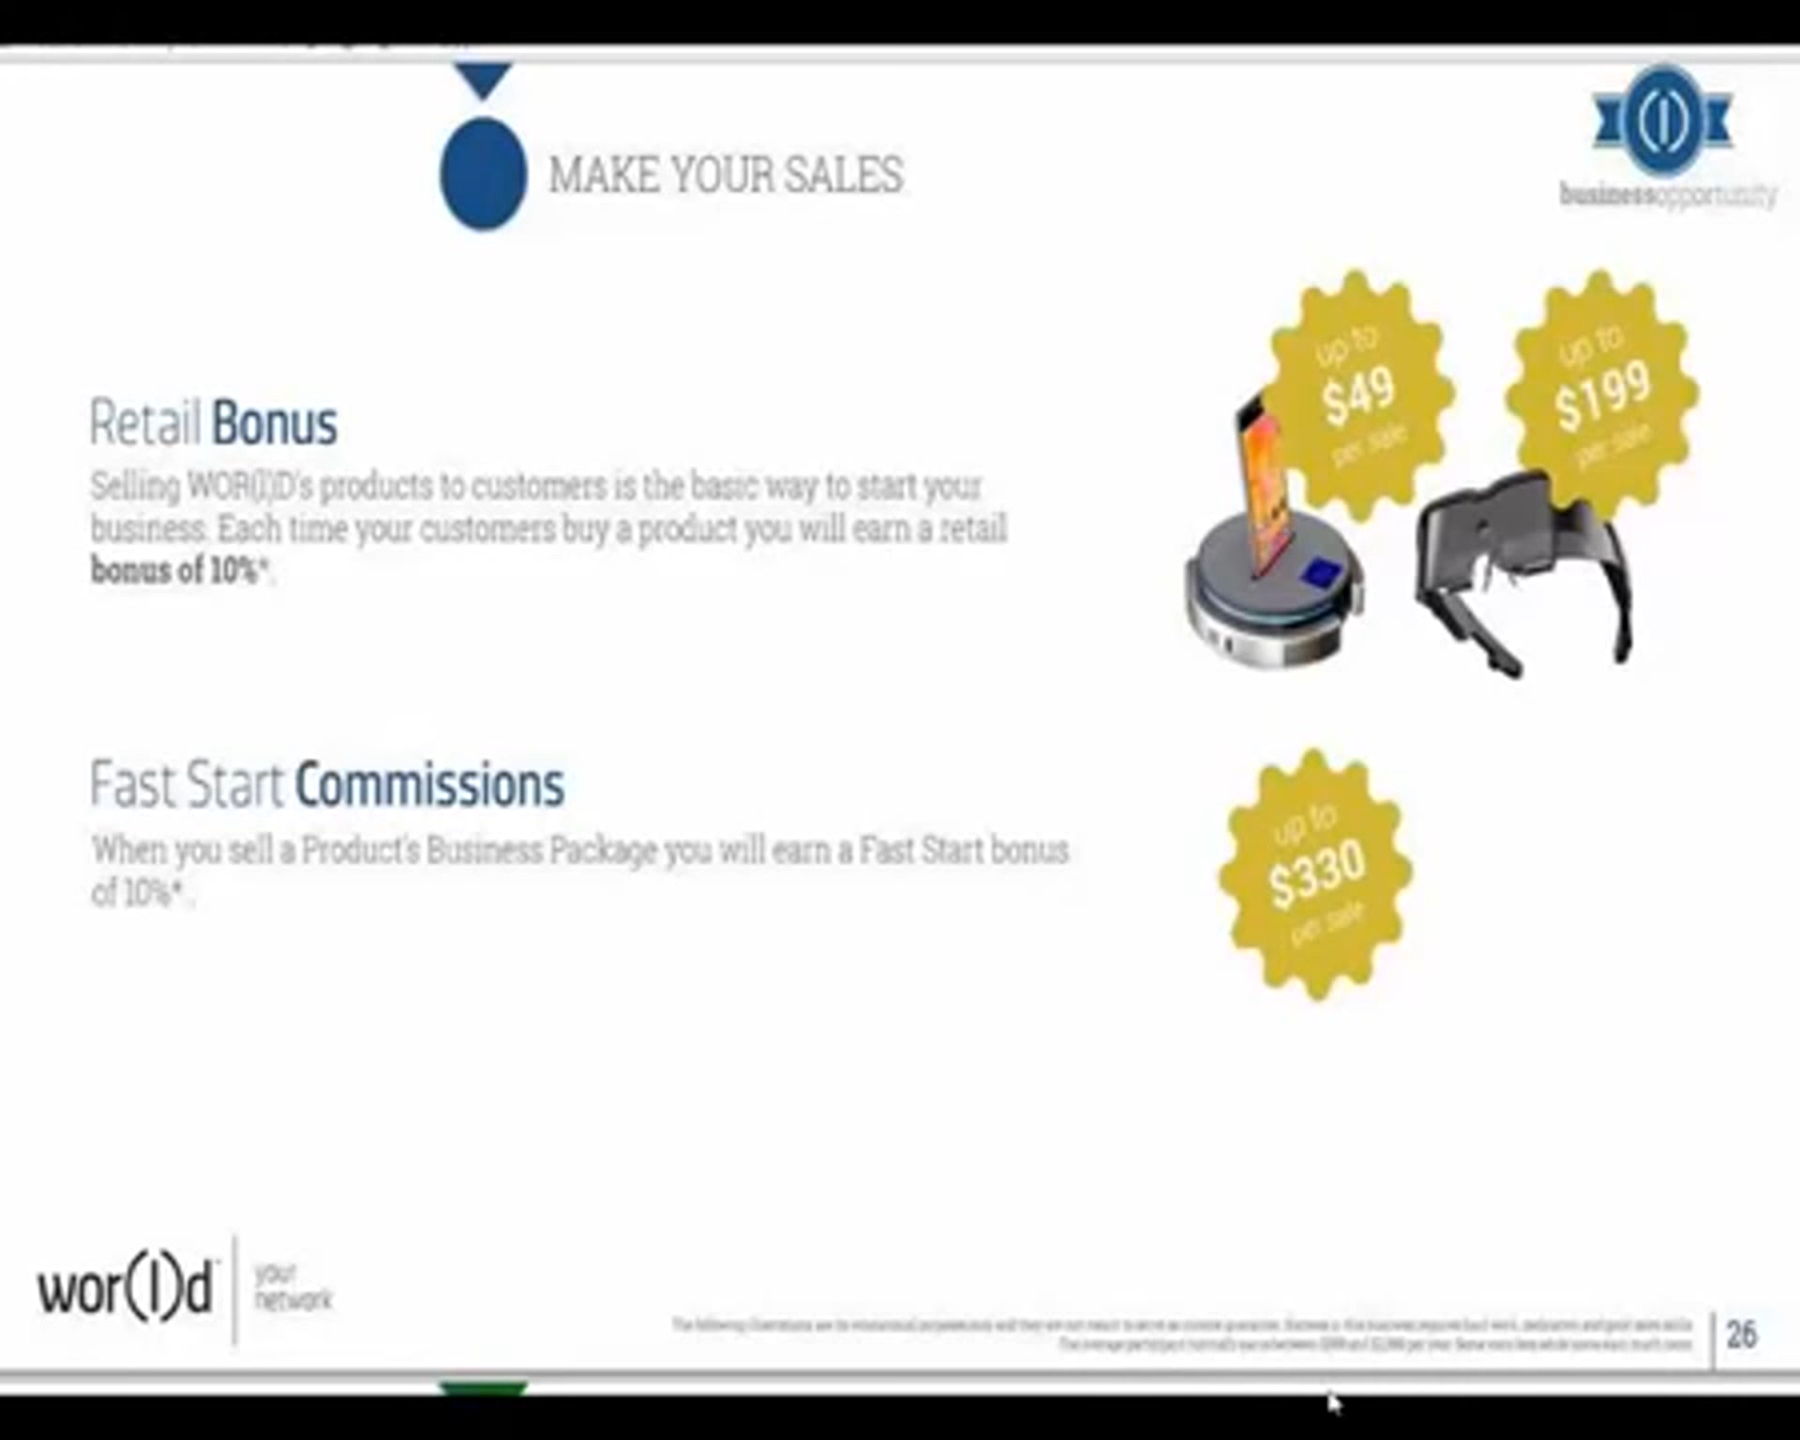 MAKE YOUR SALES
businessopportunity
up to
$49
per sale
up to
$199
per sale
Retail Bonus
Selling WOR(l)D's products to customers is the basic way to start your
business. Each time your customers buy a product you will earn a retail
bonus of 10%*.
Fast Start Commissions
When you sell a Product's Business Package you will earn a Fast Start bonus
of 10%*.
up to
$330
per sale
wor(l)d
your
network
26